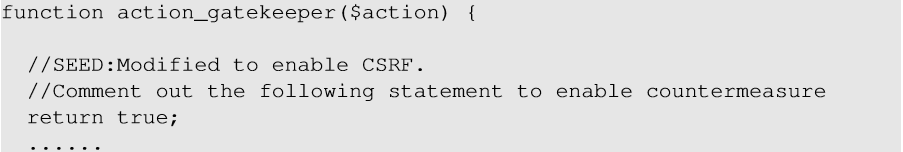 function action_gatekeeper($action) {
//SEED:Modified to enable CSRF.
//Comment out the following statement to enable countermeasure
return true;
......